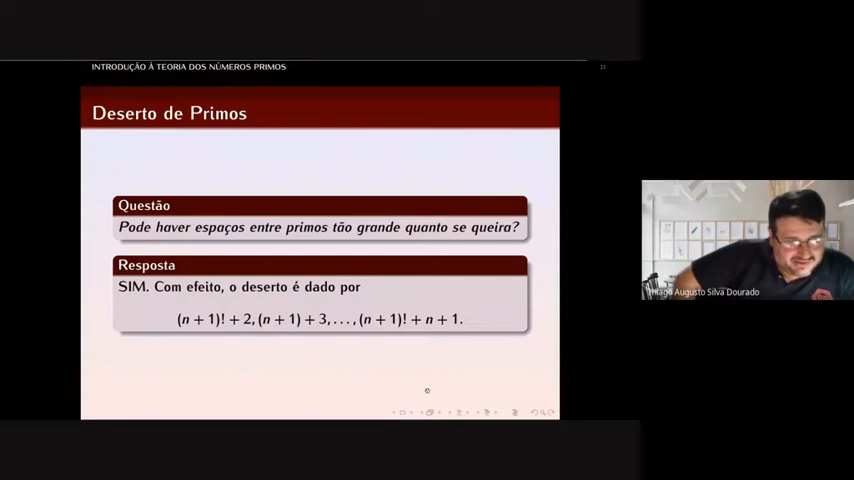 INTRODUÇÃO À TEORIA DOS NÚMEROS PRIMOS
Deserto de Primos
Questão
Pode haver espaços entre primos tão grande quanto se queira?
Resposta
SIM. Com efeito, o deserto é dado por
(n + 1)! + 2, (n + 1) + 3, . . . , (n + 1)! + n + 1.
Thiago Augusto Silva Dourado